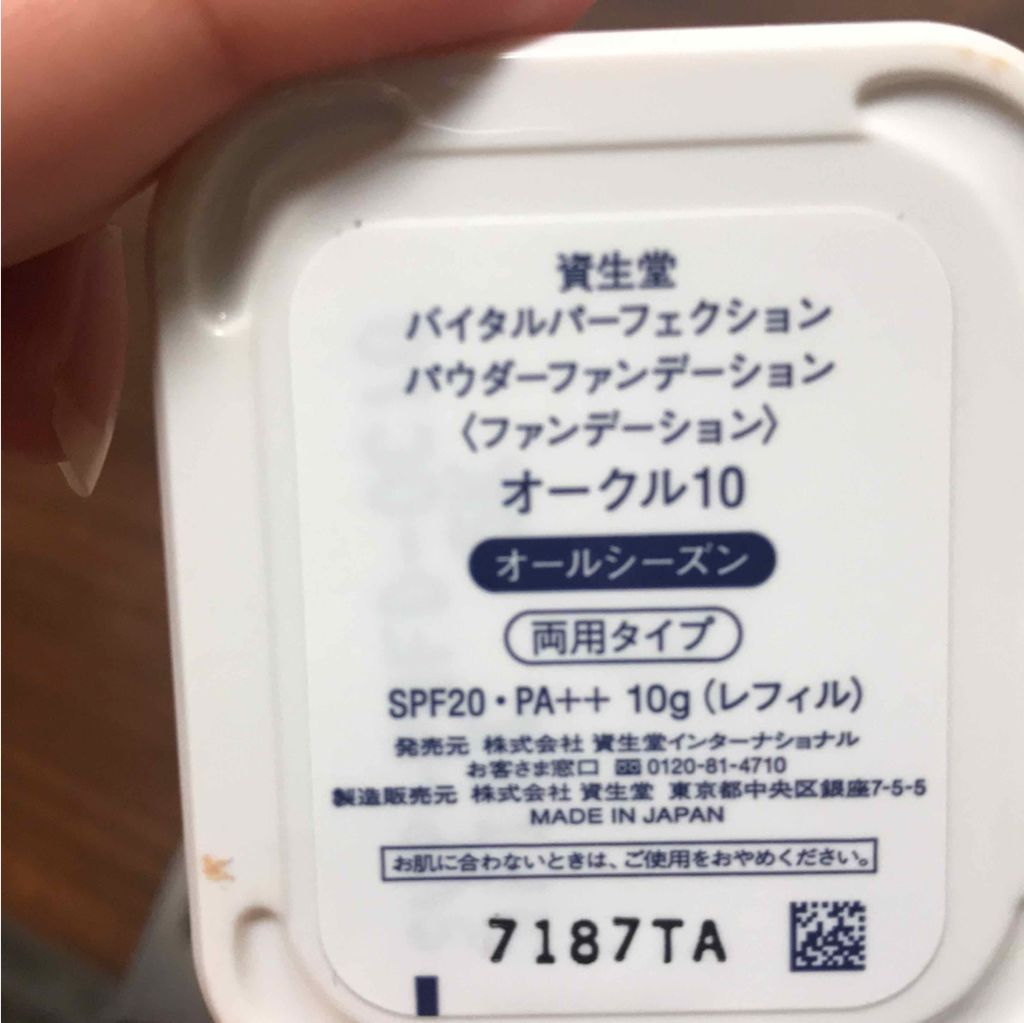 資生堂
バイタルパーフェクション
パウダーファンデーション
〈ファンデーション〉
オークル10
オールシーズン
両用タイプ
SPF20・PA++ 10g（レフィル）
発売元 株式会社 資生堂インターナショナル
お客さま窓口 0120-81-4710
製造販売元 株式会社 資生堂 東京都中央区銀座7-5-5
MADE IN JAPAN
お肌に合わないときは、ご使用をおやめください。
7187TA